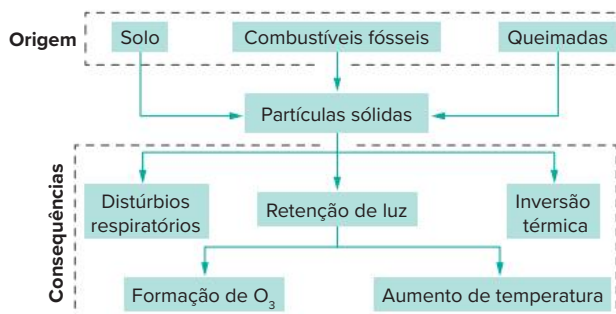 Origem
Solo
Combustíveis fósseis
Queimadas
Partículas sólidas
Consequências
Distúrbios
respiratórios
Retenção de luz
Inversão
térmica
Formação de O₃
Aumento de temperatura